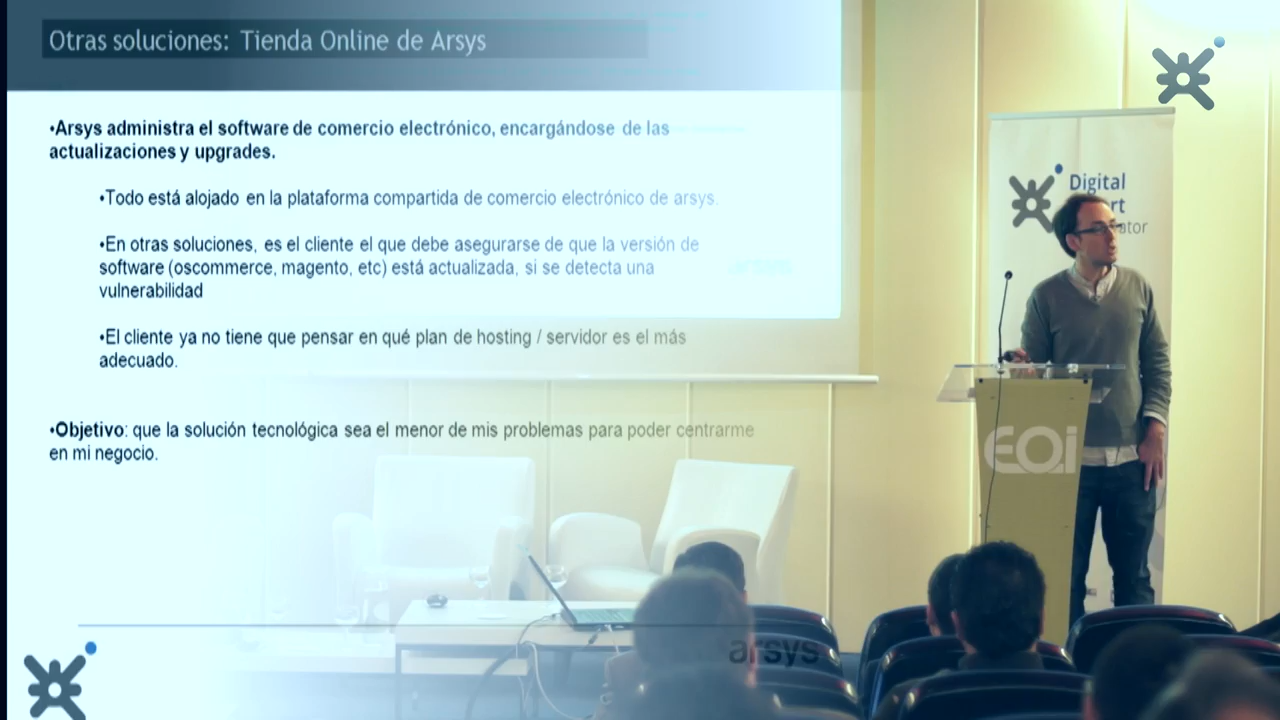 Otras soluciones: Tienda Online de Arsys
•Arsys administra el software de comercio electrónico, encargándose de las
actualizaciones y upgrades.
•Todo está alojado en la plataforma compartida de comercio electrónico de arsys.
•En otras soluciones, es el cliente el que debe asegurarse de que la versión de
software (oscommerce, magento, etc) está actualizada, si se detecta una
vulnerabilidad
•El cliente ya no tiene que pensar en qué plan de hosting / servidor es el más
adecuado.
•Objetivo: que la solución tecnológica sea el menor de mis problemas para poder centrarme
en mi negocio.
arsys
Digital
EOi